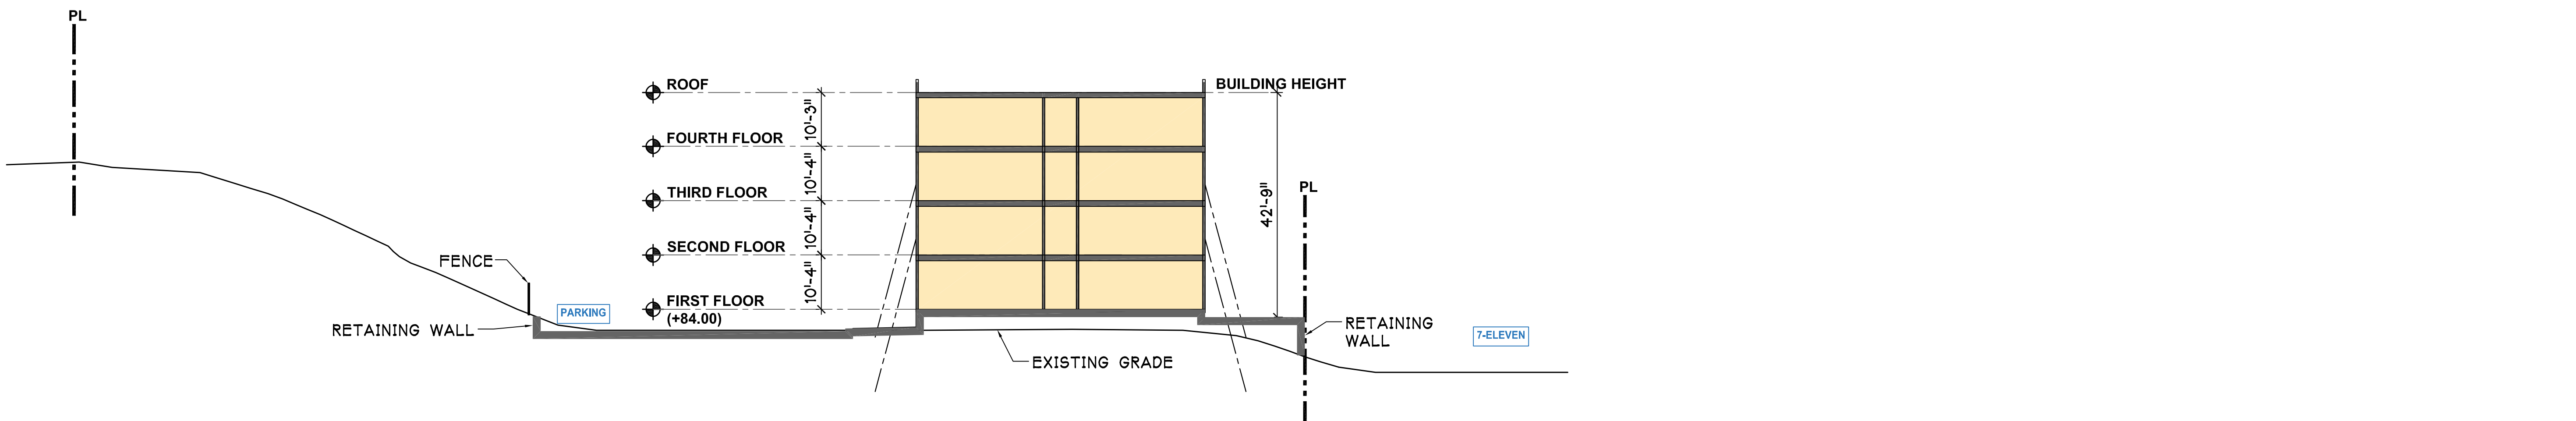 PL
ROOF
BUILDING HEIGHT
10'-3"
FOURTH FLOOR
10'-4"
THIRD FLOOR
10'-4"
SECOND FLOOR
10'-4"
FIRST FLOOR
(+84.00)
42'-9"
PL
FENCE
PARKING
RETAINING WALL
EXISTING GRADE
RETAINING
WALL
7-ELEVEN